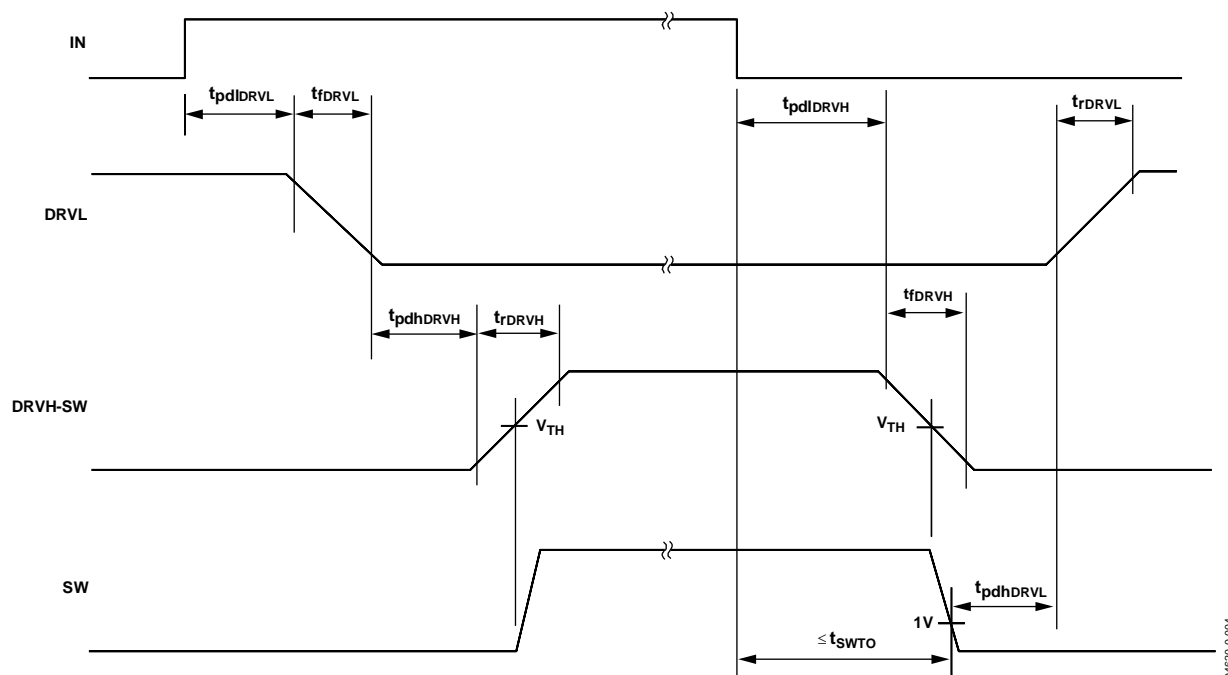 IN
tpdlDRVL
tfDRVL
tpdlDRVH
trDRVL
DRVL
tpdhDRVH
trDRVH
tfDRVH
DRVH-SW
VTH
VTH
SW
tpdhDRVL
1V
≤ tSWTO